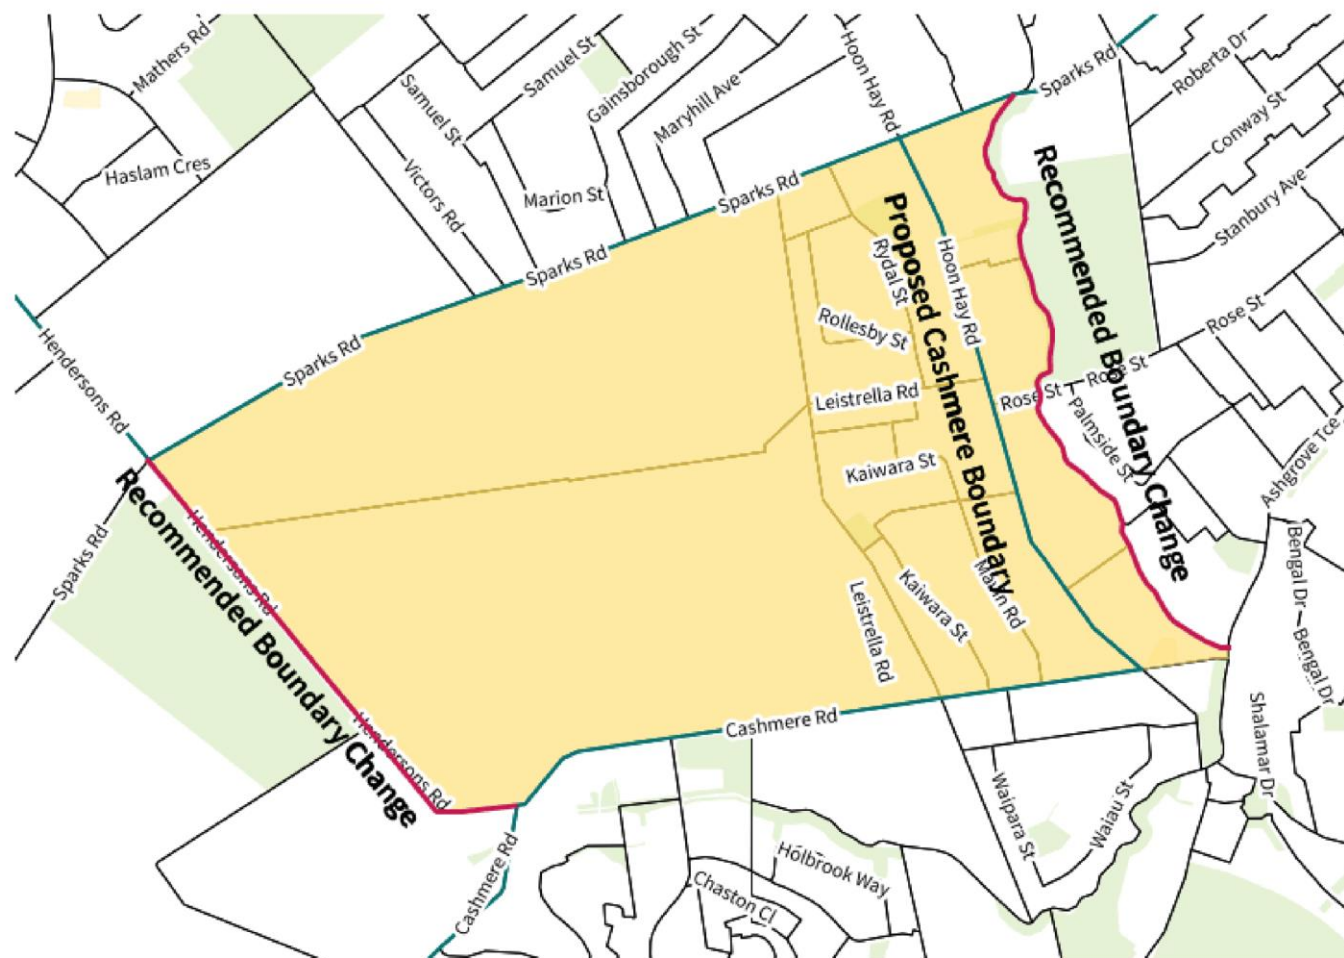 Mathers Rd
Samuel St
Gainsborough St
Hoon Hay Rd
Sparks Rd
Roberta Dr
Samuel St
Maryhill Ave
Conway St
Haslam Cres
Victors Rd
Marion St
Sparks Rd
Recommended Boundary Change
Stanbury Ave
Sparks Rd
Proposed Cashmere Boundary
Rydal St
Hoon Hay Rd
Hendersons Rd
Sparks Rd
Rollesby St
Rose St
Rose St
Leistrella Rd
Rose St
Palmside St
Kaiwara St
Ashgrove Tce
Recommended Boundary Change
Hendersons Rd
Sparks Rd
Leistrella Rd
Kaiwara St
Bengal Dr
Bengal Dr
Cashmere Rd
Hendersons Rd
Shalamar Dr
Waipara St
Waiau St
Cashmere Rd
Holbrook Way
Chaston Cl